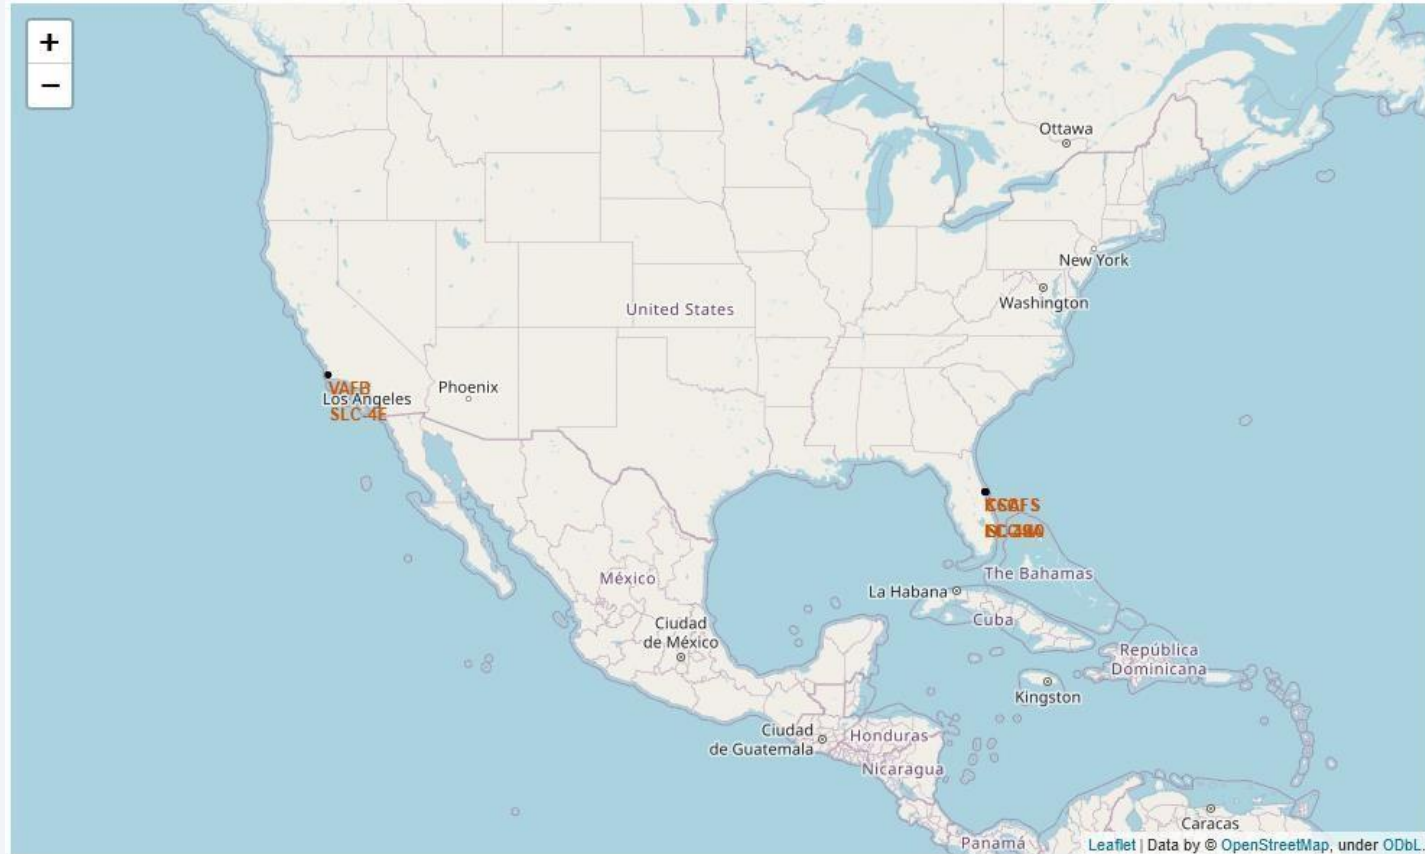 +
−
Ottawa
New York
Washington
United States
VAFB
Los Angeles
SLC-4E
Phoenix
México
Ciudad
de México
La Habana
The Bahamas
Cuba
República
Dominicana
Kingston
Ciudad
de Guatemala
Honduras
Nicaragua
Caracas
Panamá
Leaflet | Data by © OpenStreetMap, under ODbL.